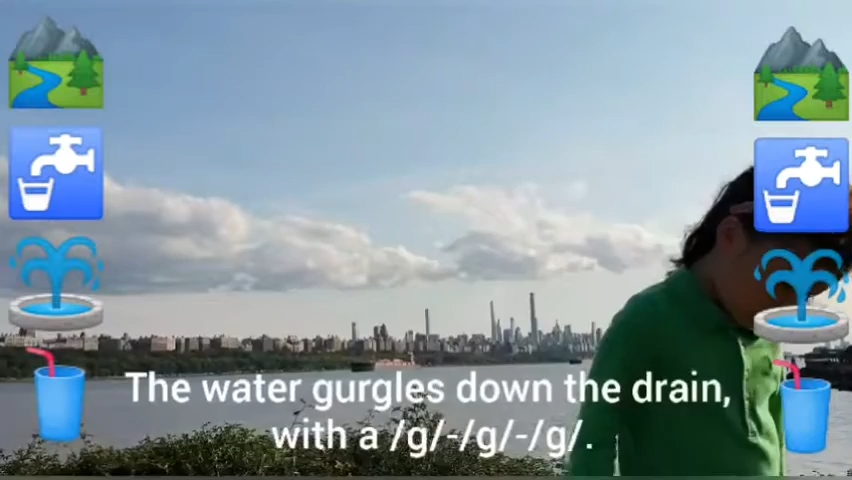 The water gurgles down the drain,
with a /g/-/g/-/g/.